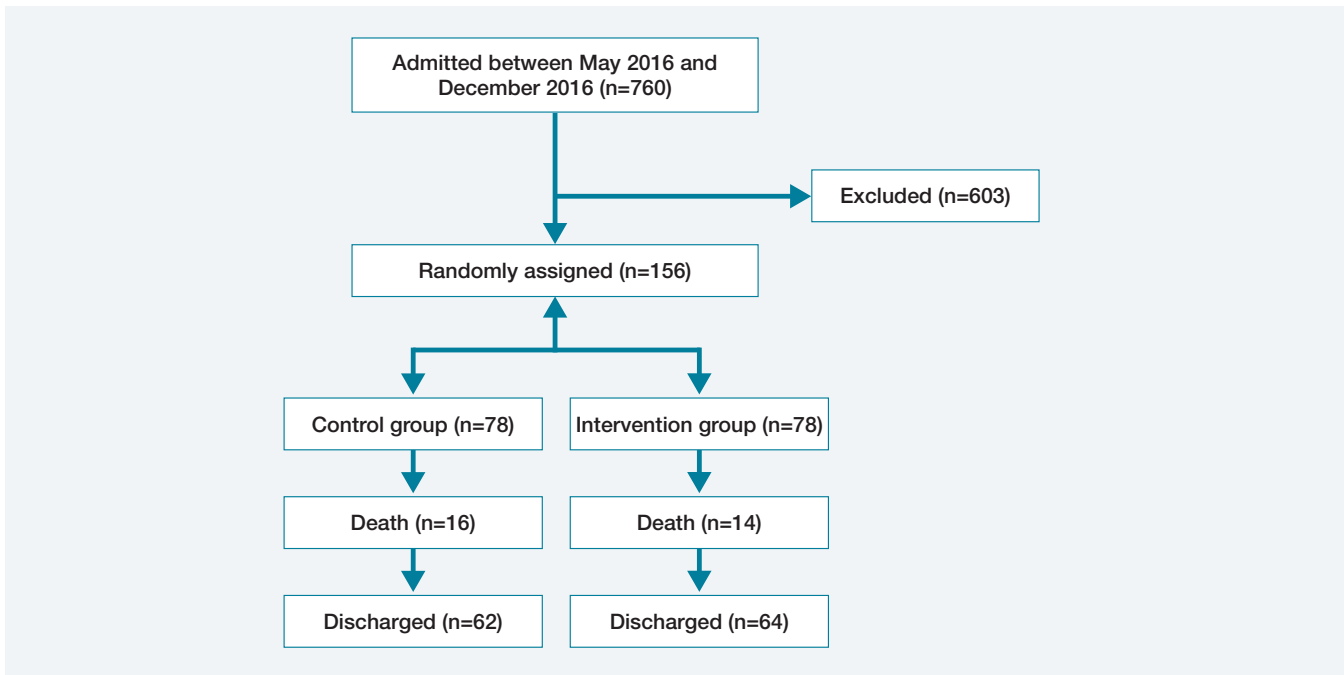 Admitted between May 2016 and
December 2016 (n=760)
Excluded (n=603)
Randomly assigned (n=156)
Control group (n=78)
Intervention group (n=78)
Death (n=16)
Death (n=14)
Discharged (n=62)
Discharged (n=64)